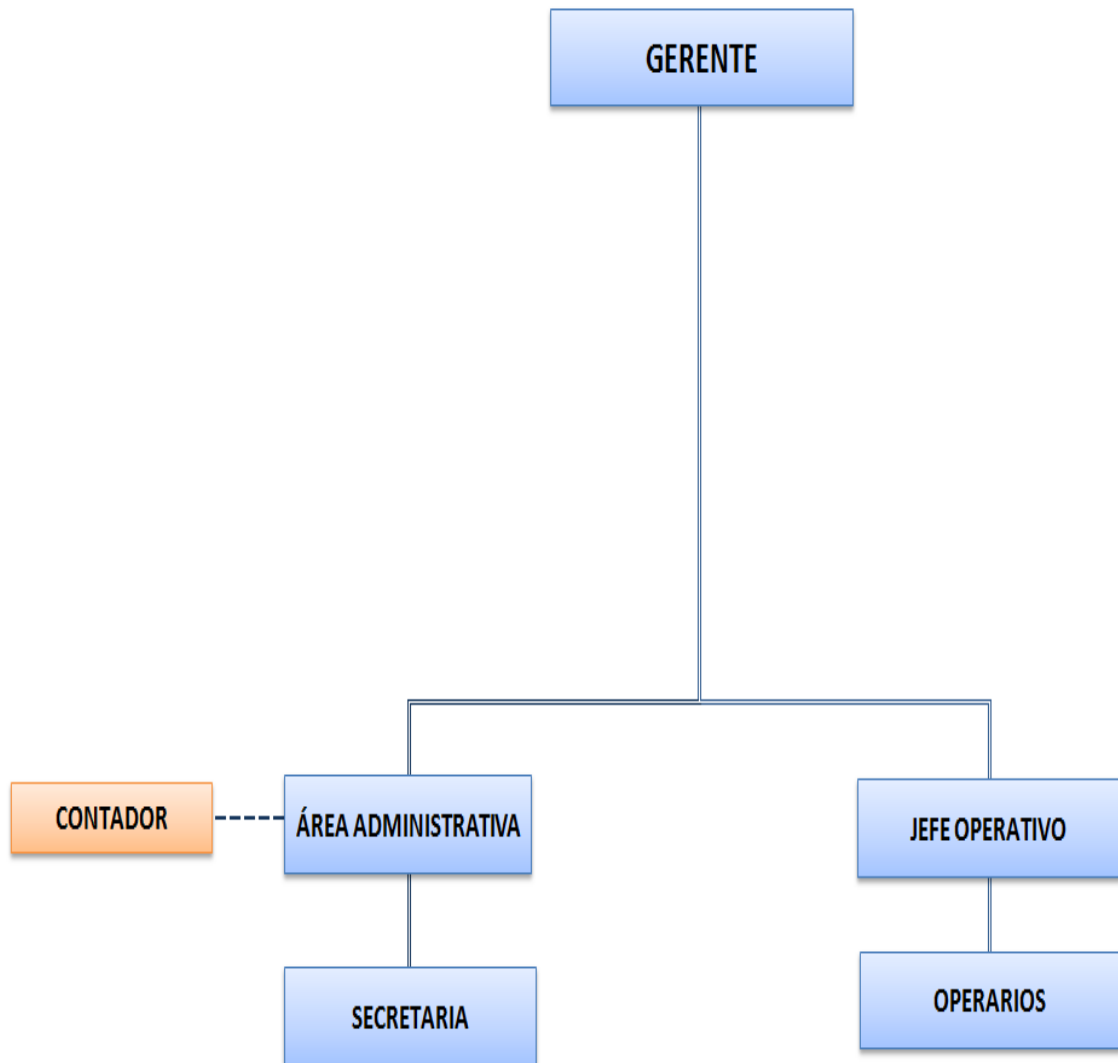 GERENTE
CONTADOR
ÁREA ADMINISTRATIVA
JEFE OPERATIVO
SECRETARIA
OPERARIOS